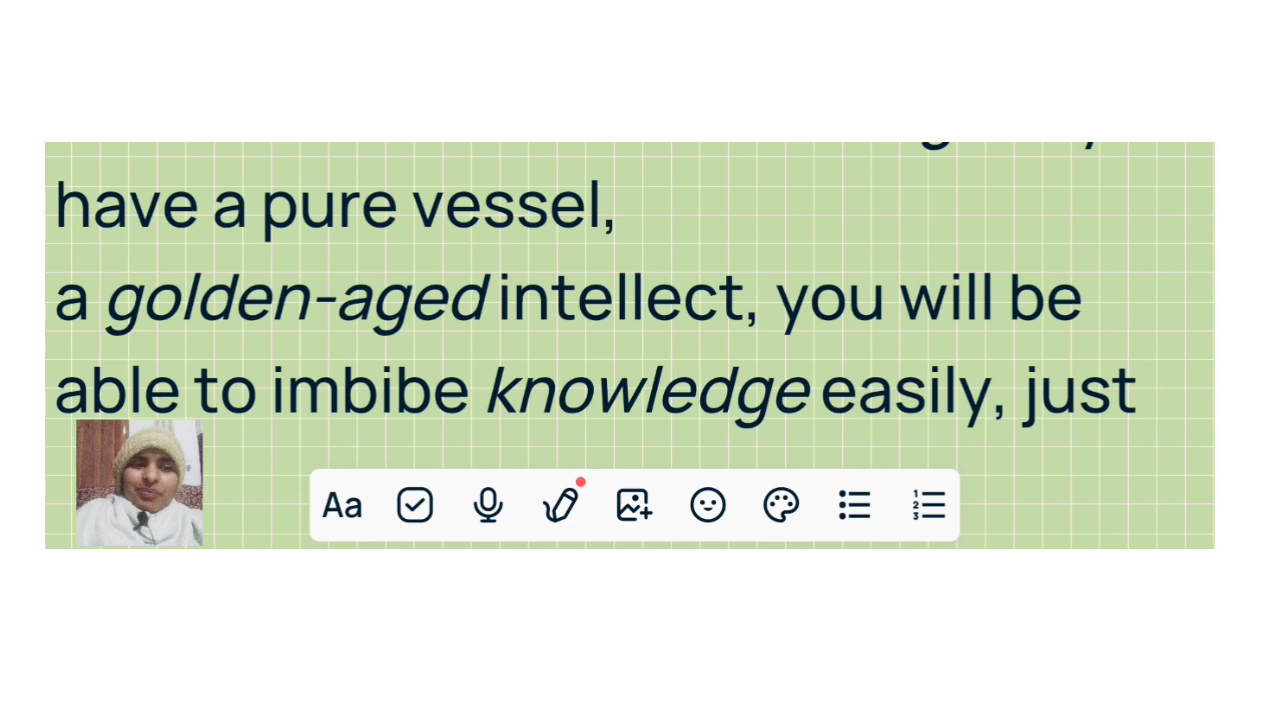 have a pure vessel,
a golden-aged intellect, you will be
able to imbibe knowledge easily, just
Aa